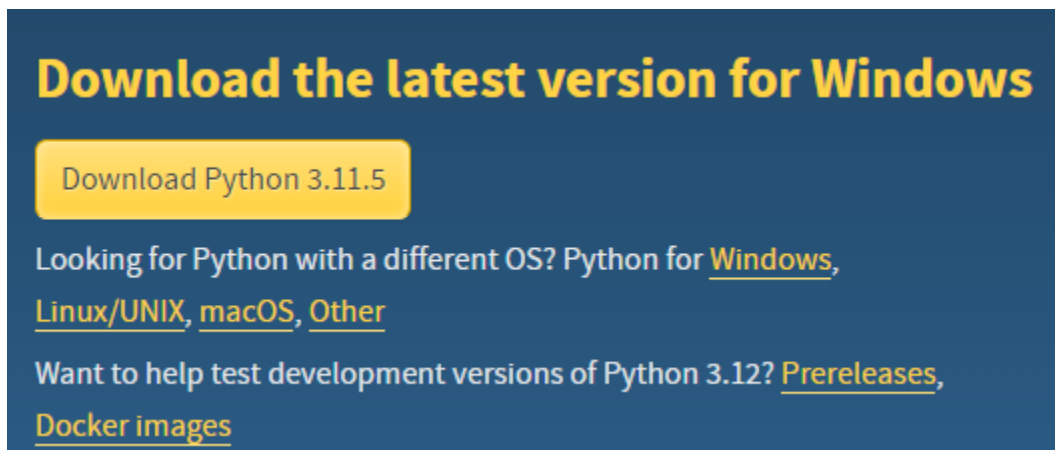 Download the latest version for Windows
Download Python 3.11.5
Looking for Python with a different OS? Python for Windows,
Linux/UNIX, macOS, Other
Want to help test development versions of Python 3.12? Prereleases,
Docker images